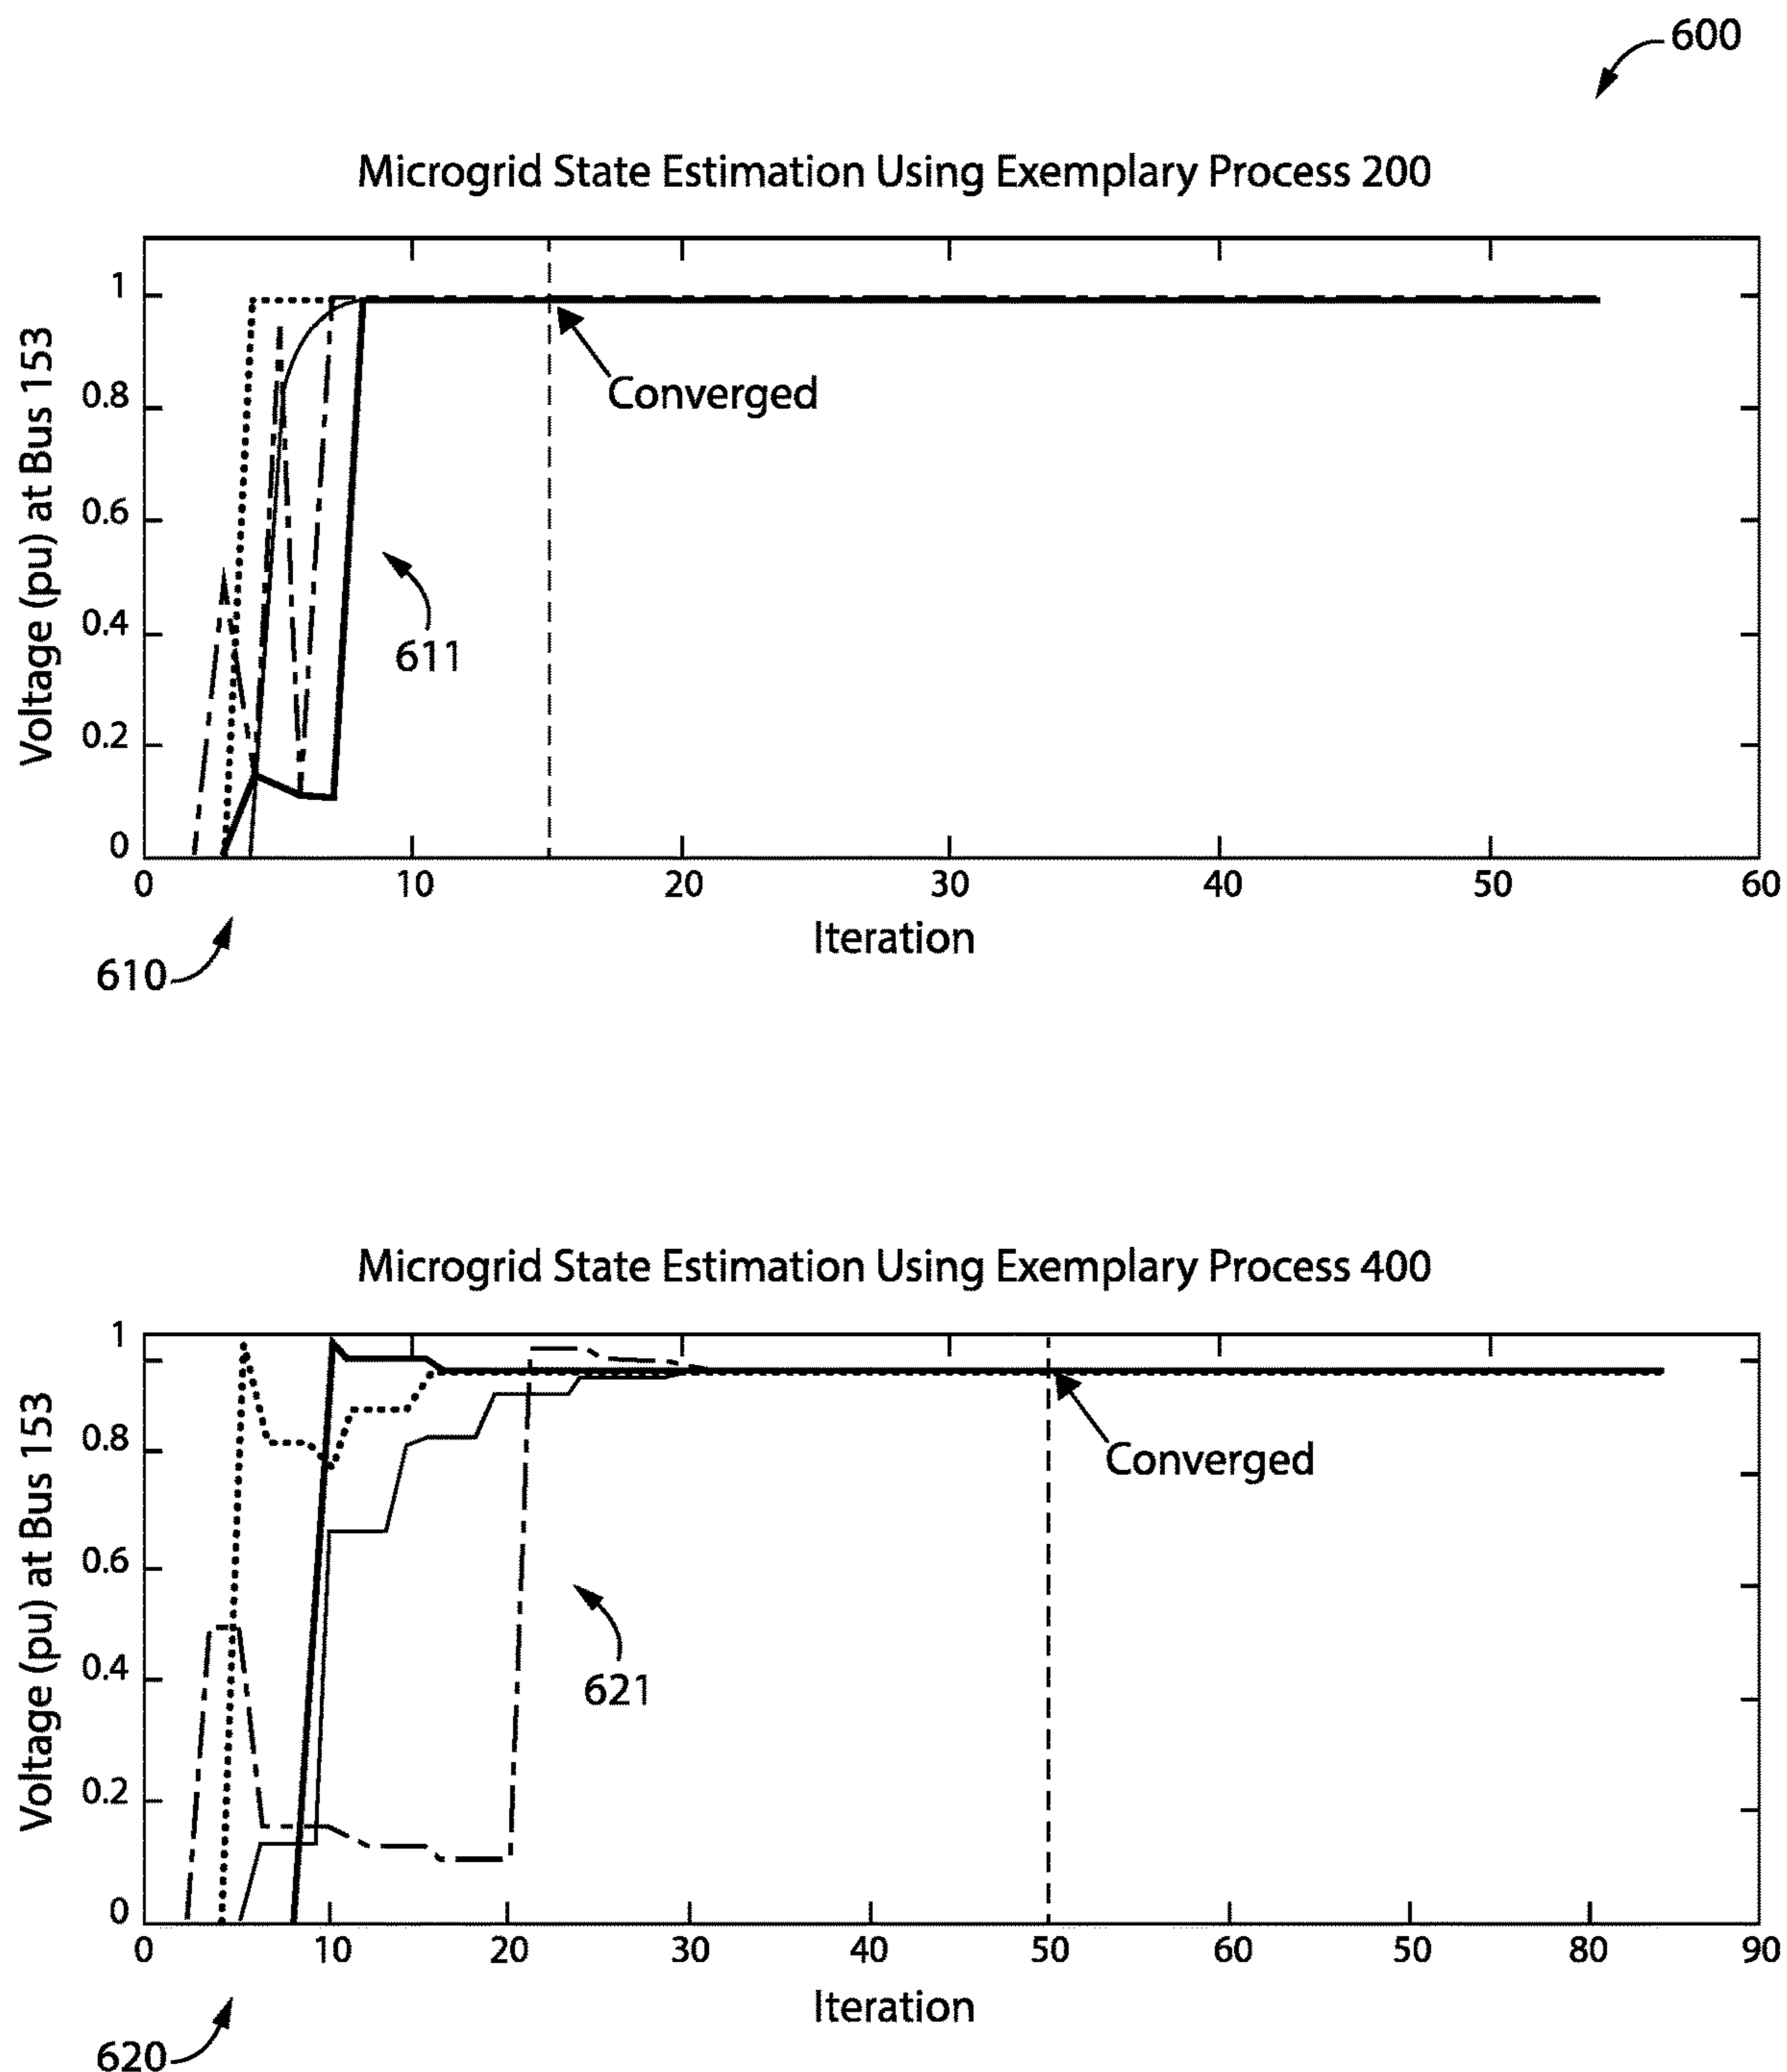 600
Microgrid State Estimation Using Exemplary Process 200
Voltage (pu) at Bus 153
1
0.8
0.6
0.4
0.2
0
Converged
611
0 10 20 30 40 50 60
Iteration
610
Microgrid State Estimation Using Exemplary Process 400
Voltage (pu) at Bus 153
1
0.8
0.6
0.4
0.2
0
Converged
621
0 10 20 30 40 50 60 50 80 90
Iteration
620